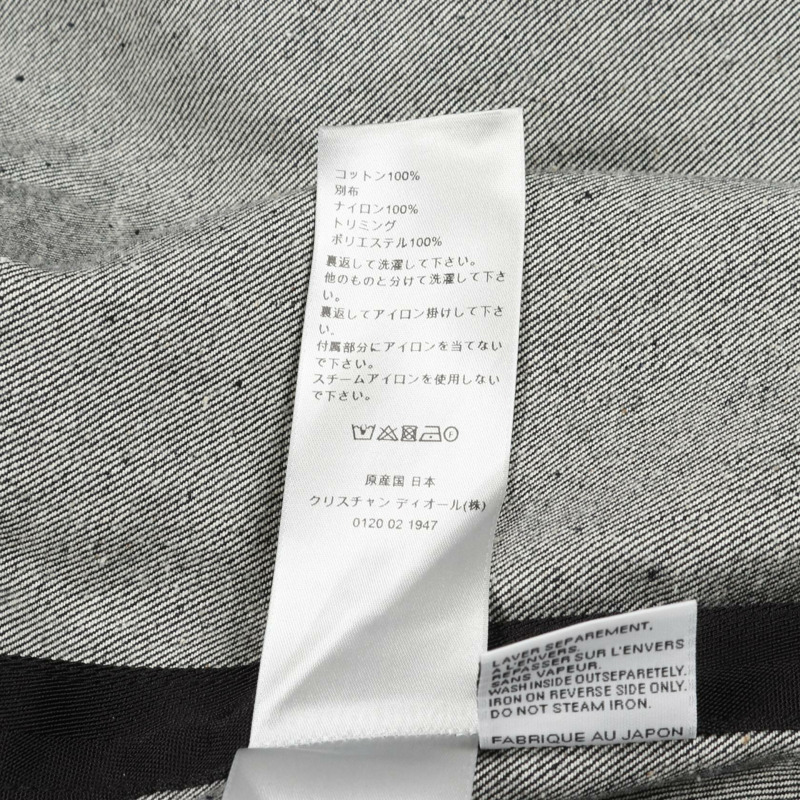 コットン100%
別布
ナイロン100%
トリミング
ポリエステル100%
裏返して洗濯して下さい。
他のものと分けて洗濯して下さ
い。
裏返してアイロン掛けして下さ
い。
付属部分にアイロンを当てない
で下さい。
スチームアイロンを使用しない
で下さい。
原産国 日本
クリスチャン ディオール(株)
0120 02 1947
LAVER SEPAREMENT,
A L'ENVERS.
REPASSER SUR L'ENVERS
SANS VAPEUR.
WASH INSIDE OUTSEPARETELY.
IRON ON REVERSE SIDE ONLY.
DO NOT STEAM IRON.
FABRIQUE AU JAPON